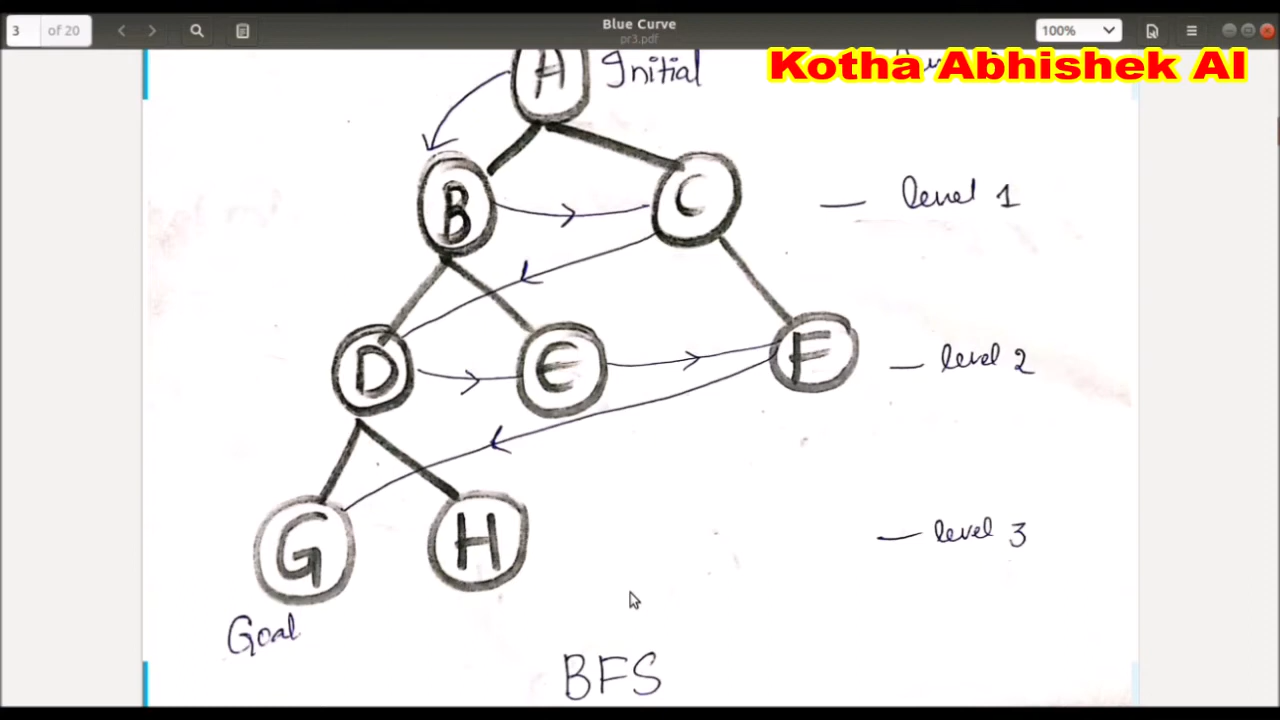 3 of 20
Blue Curve
pr3.pdf
100%
Kotha Abhishek AI
A Initial
B C level 1
D E F level 2
G H level 3
Goal
BFS